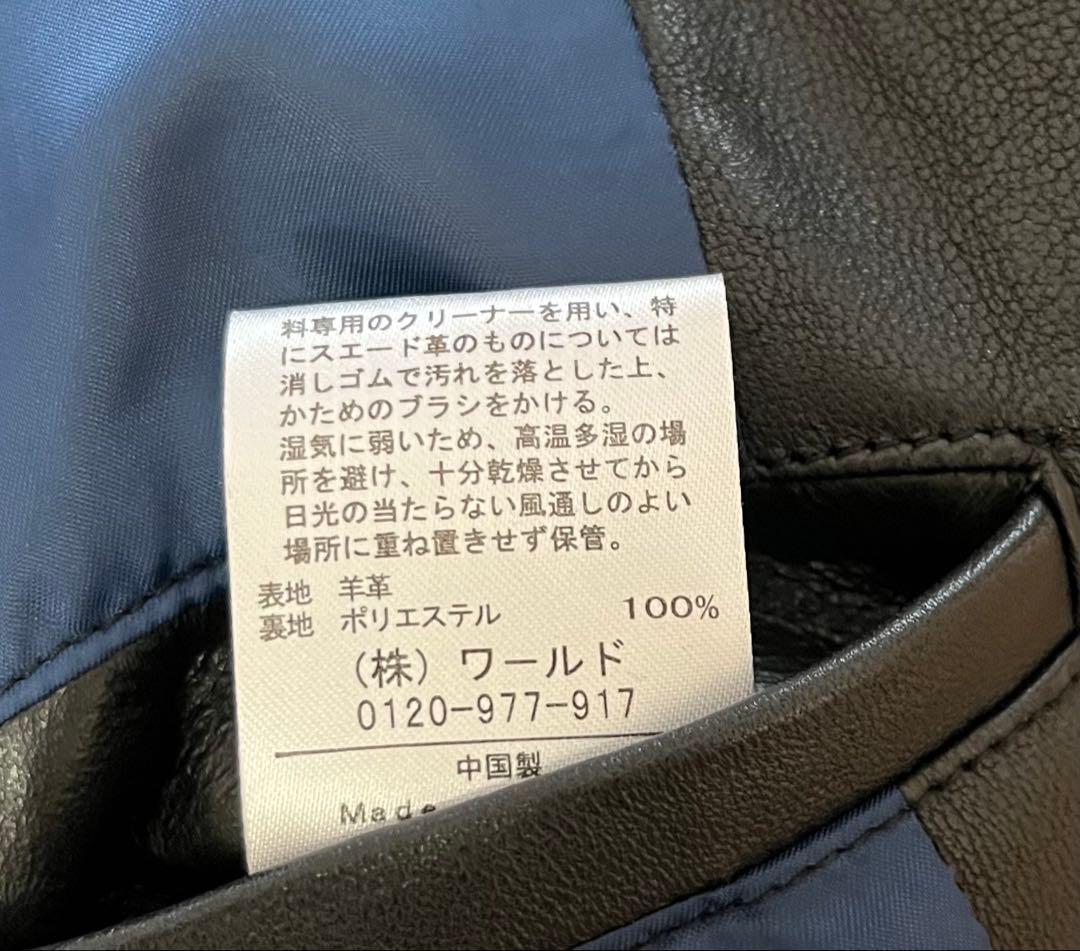 料専用のクリーナーを用い、特
にスエード革のものについては
消しゴムで汚れを落とした上、
かためのブラシをかける。
湿気に弱いため、高温多湿の場
所を避け、十分乾燥させてから
日光の当たらない風通しのよい
場所に重ね置きせず保管。
表地 羊革
裏地 ポリエステル 100%
(株) ワールド
0120-977-917
中国製
Made